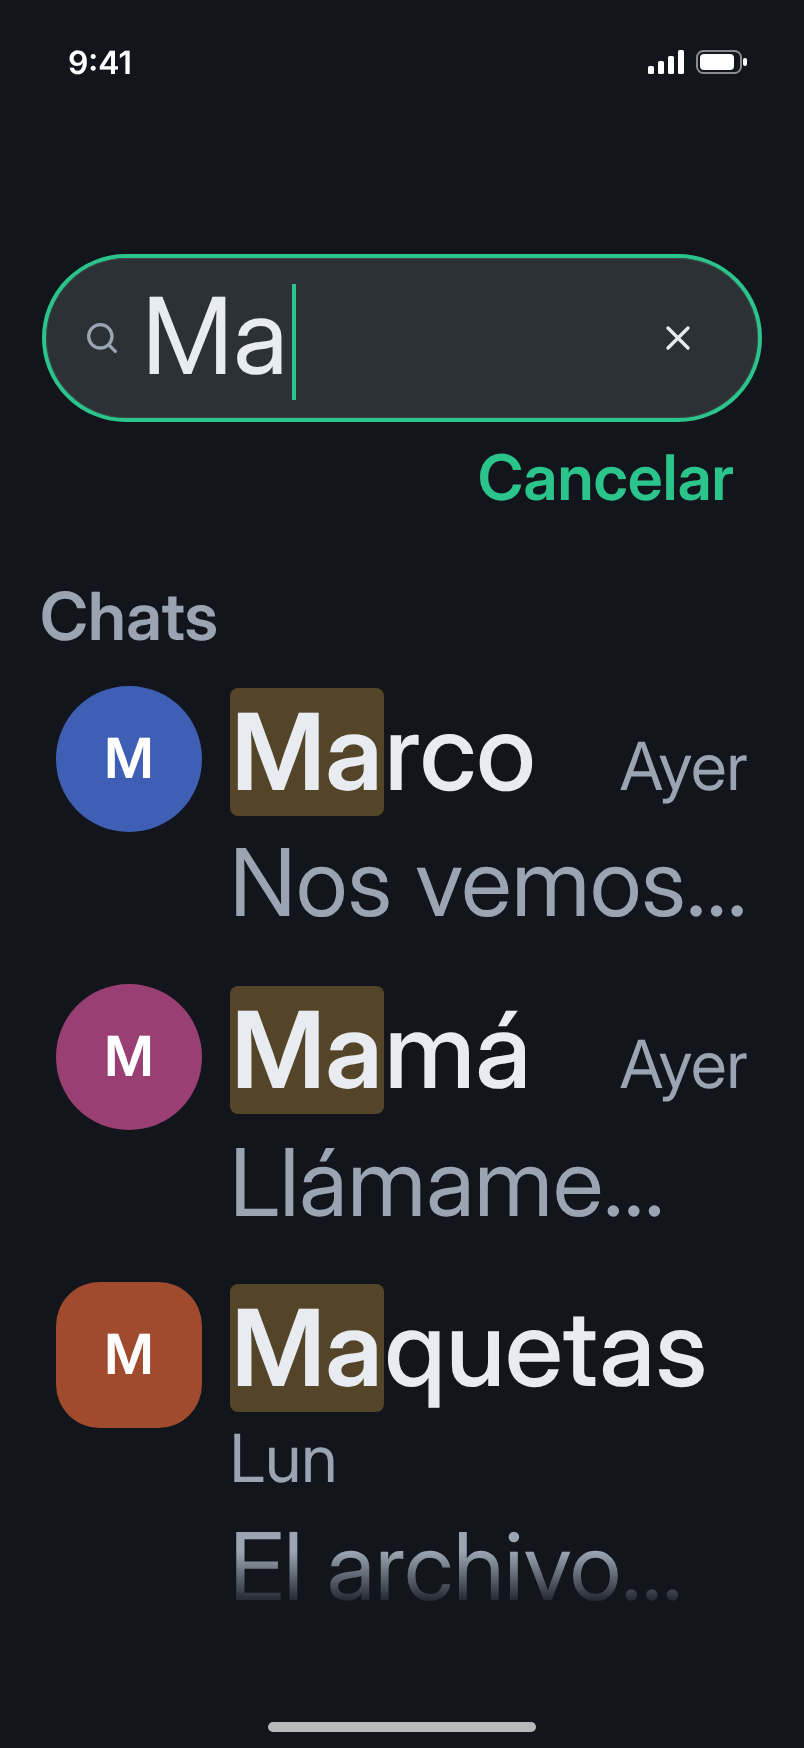 9:41
Ma
Cancelar
Chats
M
Marco
Ayer
Nos vemos...
M
Mamá
Ayer
Llámame...
M
Maquetas
Lun
El archivo...